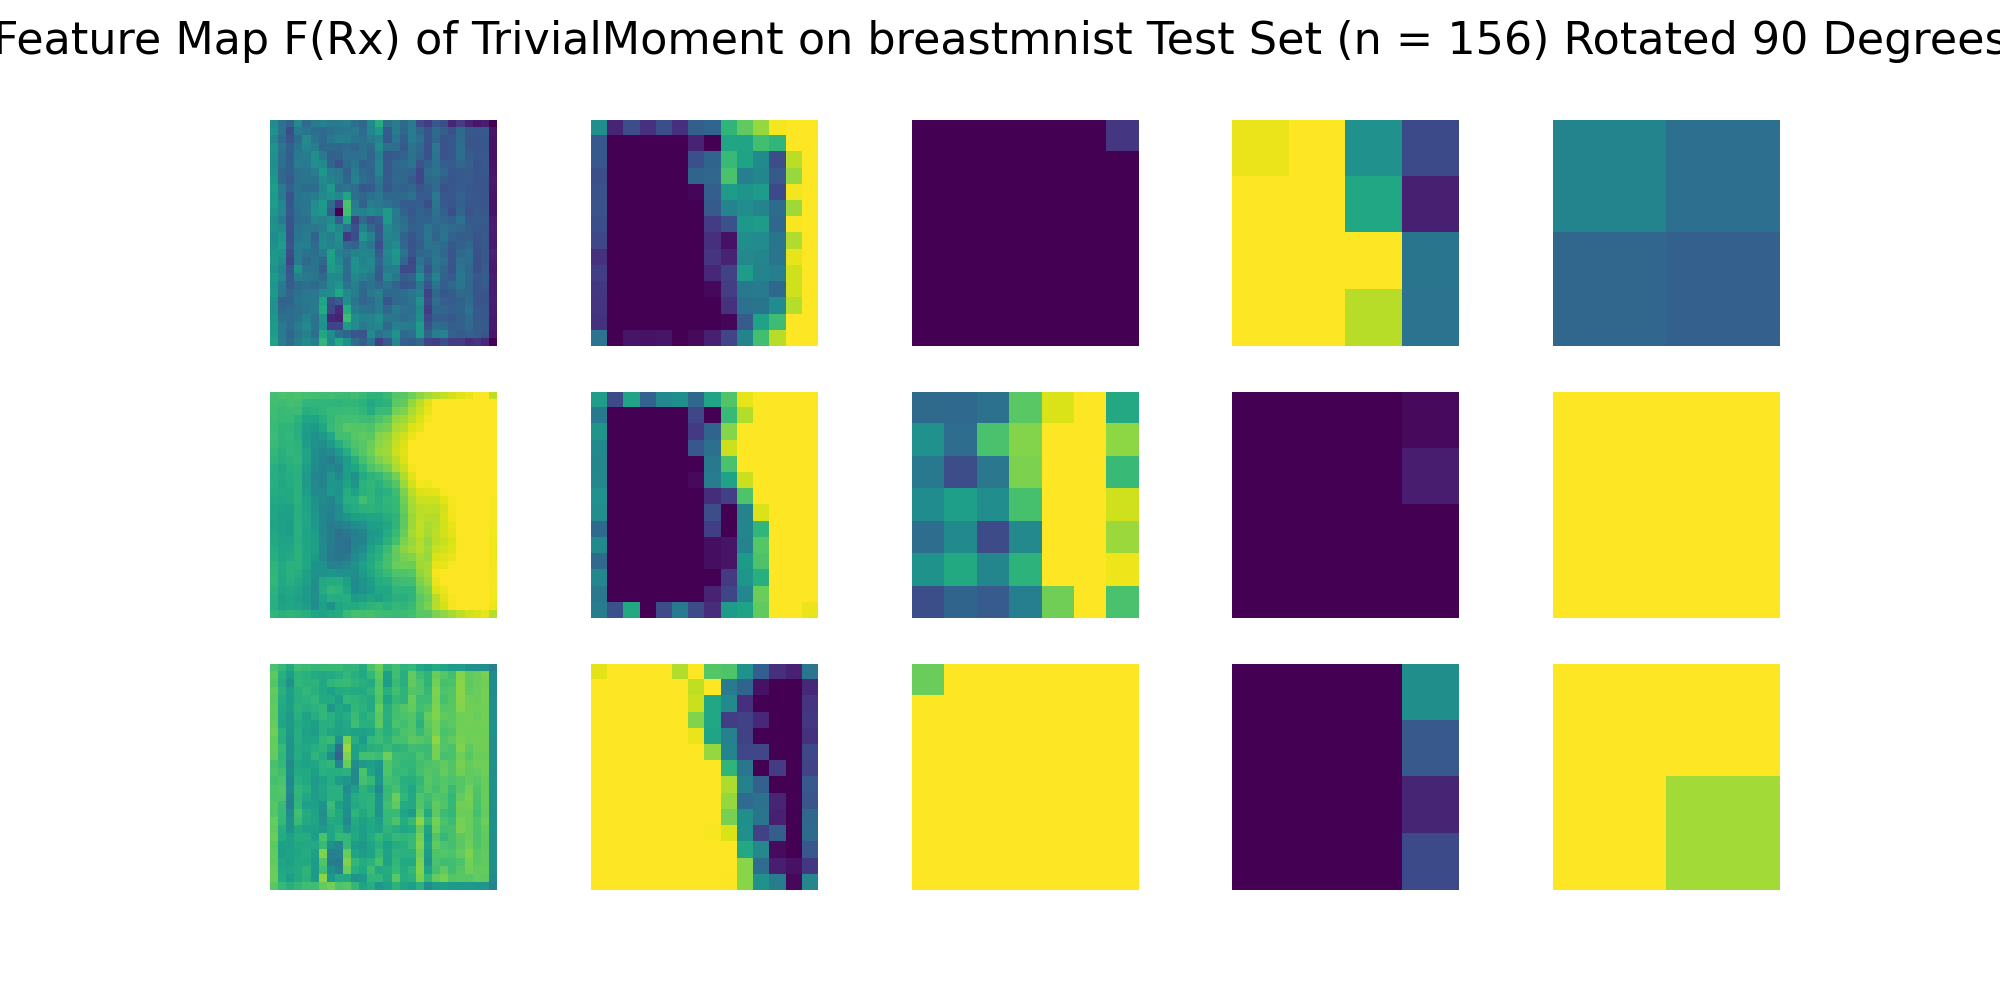 Feature Map F(Rx) of TrivialMoment on breastmnist Test Set (n = 156) Rotated 90 Degrees